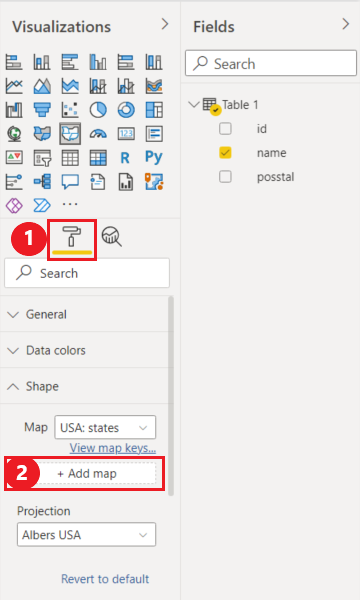 Visualizations
Fields
Search
Table 1
id
name
posstal
123
R
Py
1
Search
General
Data colors
Shape
Map
USA: states
View map keys...
2
+ Add map
Projection
Albers USA
Revert to default